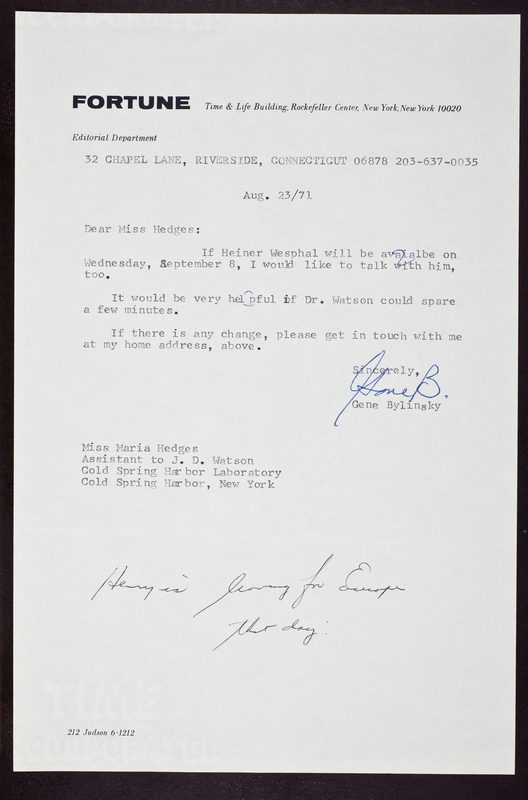 FORTUNE Time & Life Building, Rockefeller Center, New York, New York 10020
Editorial Department
32 CHAPEL LANE, RIVERSIDE, CONNECTICUT 06878 203-637-0035
Aug. 23/71
Dear Miss Hedges:
If Heiner Wesphal will be avaialbe on
Wednesday, September 8, I would like to talk with him,
too.
It would be very helpful if Dr. Watson could spare
a few minutes.
If there is any change, please get in touch with me
at my home address, above.
Sincerely,
Gene B.
Gene Bylinsky
Miss Maria Hedges
Assistant to J. D. Watson
Cold Spring Harbor Laboratory
Cold Spring Harbor, New York
Henry is leaving for Europe
that day.
TIME
INCORPORATED
212 Judson 6-1212